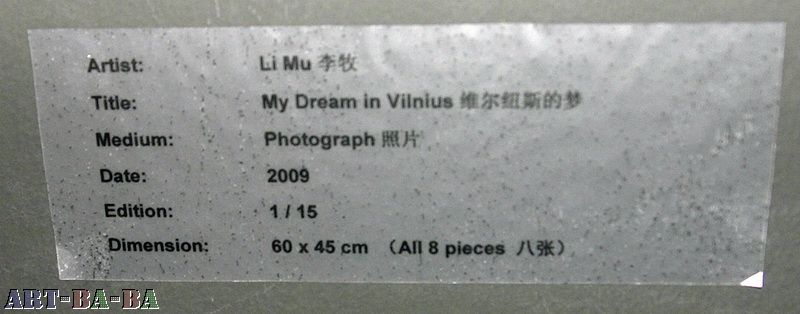 Artist: Li Mu 李牧
Title: My Dream in Vilnius 维尔纽斯的梦
Medium: Photograph 照片
Date: 2009
Edition: 1 / 15
Dimension: 60 x 45 cm （All 8 pieces 八张）
ART-BA-BA